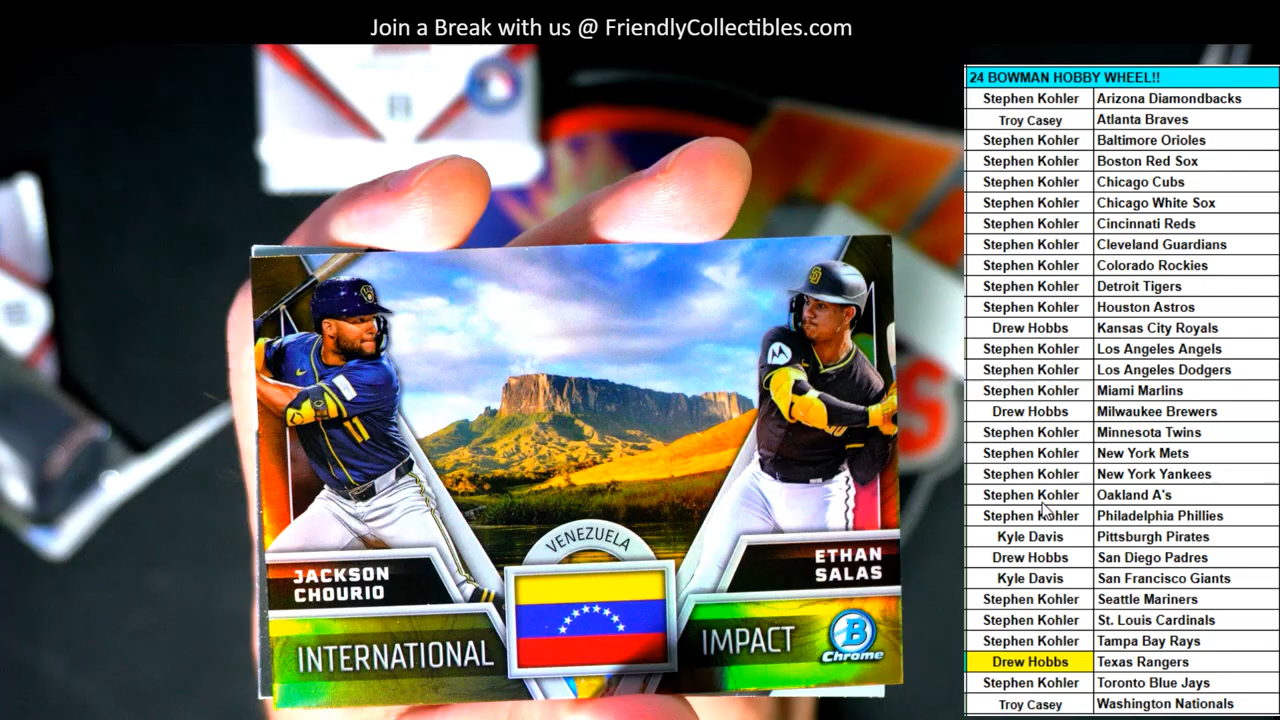 Join a Break with us @ FriendlyCollectibles.com
24 BOWMAN HOBBY WHEEL!!
Stephen Kohler Arizona Diamondbacks
Troy Casey Atlanta Braves
Stephen Kohler Baltimore Orioles
Stephen Kohler Boston Red Sox
Stephen Kohler Chicago Cubs
Stephen Kohler Chicago White Sox
Stephen Kohler Cincinnati Reds
Stephen Kohler Cleveland Guardians
Stephen Kohler Colorado Rockies
Stephen Kohler Detroit Tigers
Stephen Kohler Houston Astros
Drew Hobbs Kansas City Royals
Stephen Kohler Los Angeles Angels
Stephen Kohler Los Angeles Dodgers
Stephen Kohler Miami Marlins
Drew Hobbs Milwaukee Brewers
Stephen Kohler Minnesota Twins
Stephen Kohler New York Mets
Stephen Kohler New York Yankees
Stephen Kohler Oakland A's
Stephen Kohler Philadelphia Phillies
Kyle Davis Pittsburgh Pirates
Drew Hobbs San Diego Padres
Kyle Davis San Francisco Giants
Stephen Kohler Seattle Mariners
Stephen Kohler St. Louis Cardinals
Stephen Kohler Tampa Bay Rays
Drew Hobbs Texas Rangers
Stephen Kohler Toronto Blue Jays
Troy Casey Washington Nationals
11
VENEZUELA
JACKSON
CHOURIO
ETHAN
SALAS
INTERNATIONAL
IMPACT
B
Chrome